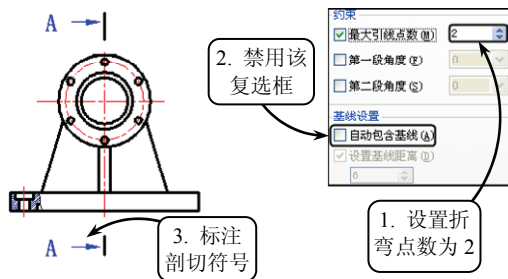 A
A
3. 标注
剖切符号
2. 禁用该
复选框
约束
最大引线点数(M) 2
第一段角度(F) 0
第二段角度(S) 0
基线设置
自动包含基线(A)
设置基线距离(D)
8
1. 设置折
弯点数为 2